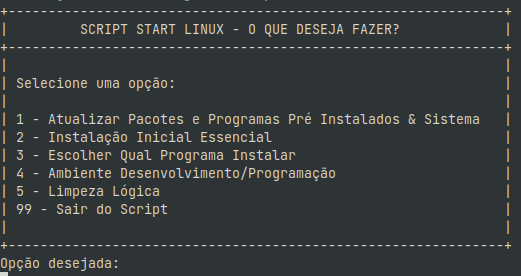 SCRIPT START LINUX - O QUE DESEJA FAZER?
Selecione uma opção:
1 - Atualizar Pacotes e Programas Pré Instalados & Sistema
2 - Instalação Inicial Essencial
3 - Escolher Qual Programa Instalar
4 - Ambiente Desenvolvimento/Programação
5 - Limpeza Lógica
99 - Sair do Script
Opção desejada: